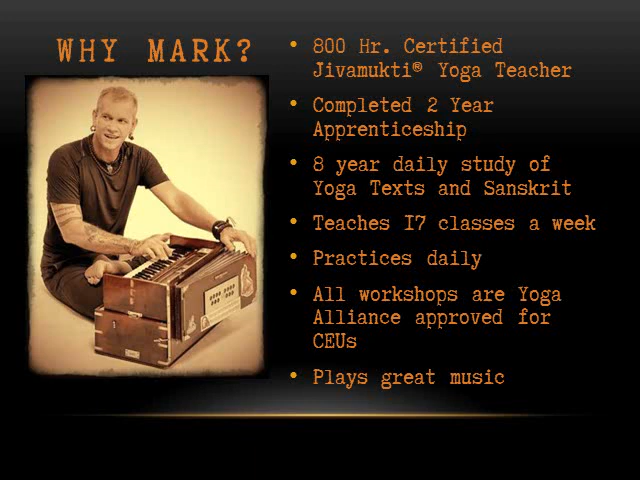 WHY MARK?
• 800 Hr. Certified
Jivamukti® Yoga Teacher
• Completed 2 Year
Apprenticeship
• 8 year daily study of
Yoga Texts and Sanskrit
• Teaches 17 classes a week
• Practices daily
• All workshops are Yoga
Alliance approved for
CEUs
• Plays great music